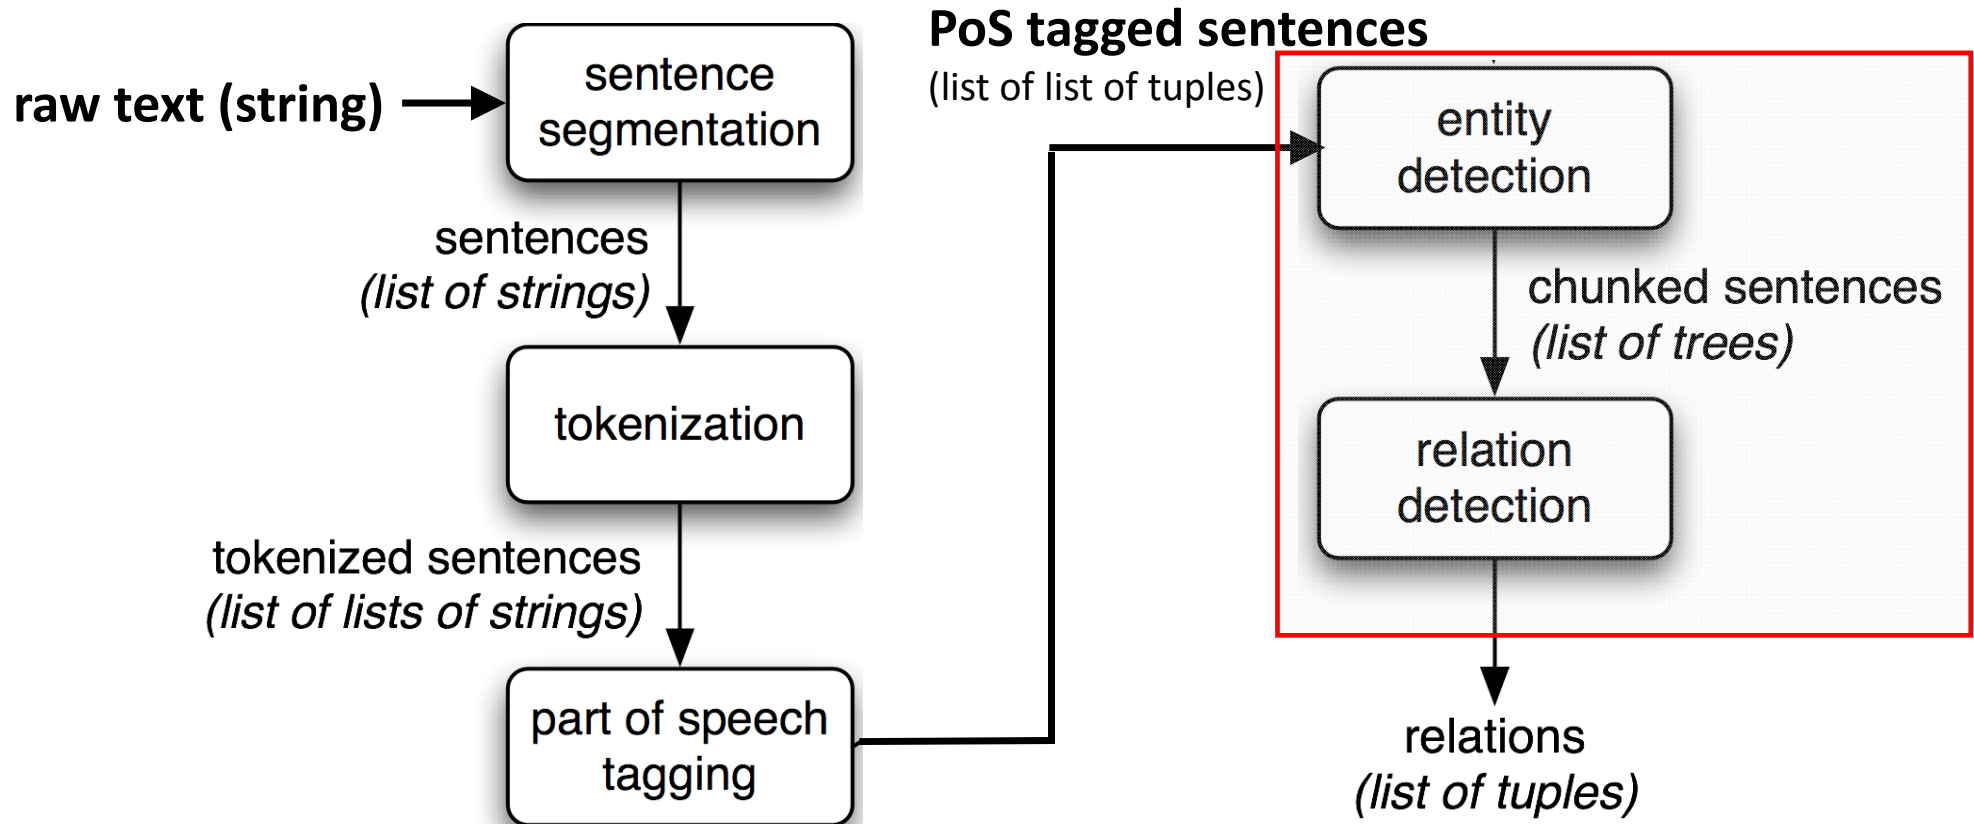 raw text (string)
sentence
segmentation
sentences
(list of strings)
tokenization
tokenized sentences
(list of lists of strings)
part of speech
tagging
PoS tagged sentences
(list of list of tuples)
entity
detection
chunked sentences
(list of trees)
relation
detection
relations
(list of tuples)